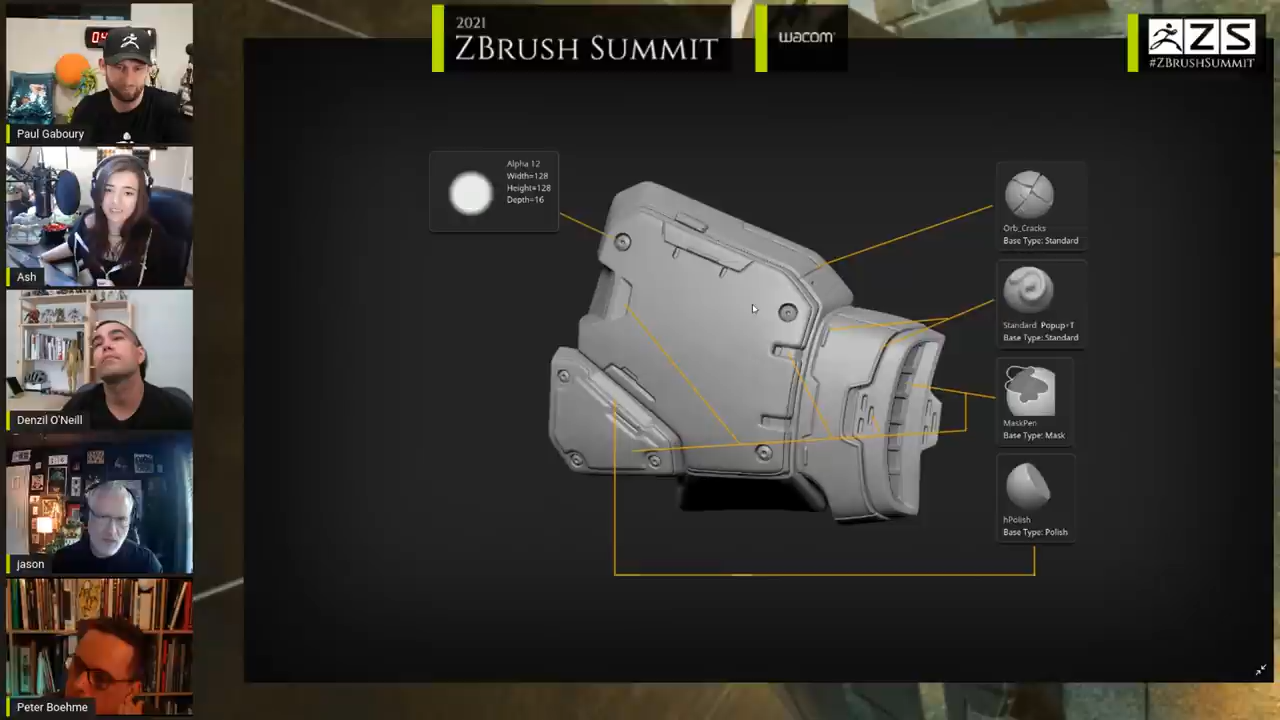 2021
ZBRUSH SUMMIT
wacom
ZS
#ZBRUSHSUMMIT
Paul Gaboury
Ash
Denzil O'Neill
jason
Peter Boehme
Alpha 12
Width=128
Height=128
Depth=16
Orb_Cracks
Base Type: Standard
Standard Popup+T
Base Type: Standard
MaskPen
Base Type: Mask
hPolish
Base Type: Polish